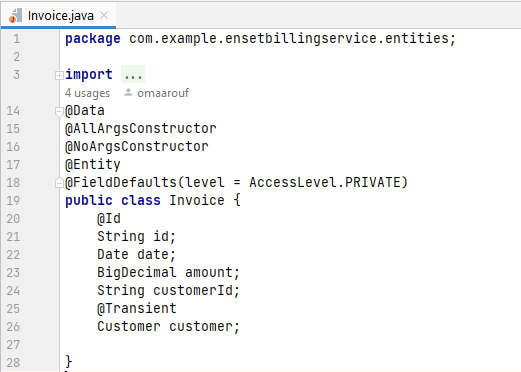 Invoice.java
1 package com.example.ensetbillingservice.entities;
2
3 import ...
4 usages omaarouf
14 @Data
15 @AllArgsConstructor
16 @NoArgsConstructor
17 @Entity
18 @FieldDefaults(level = AccessLevel.PRIVATE)
19 public class Invoice {
20 @Id
21 String id;
22 Date date;
23 BigDecimal amount;
24 String customerId;
25 @Transient
26 Customer customer;
27
28 }